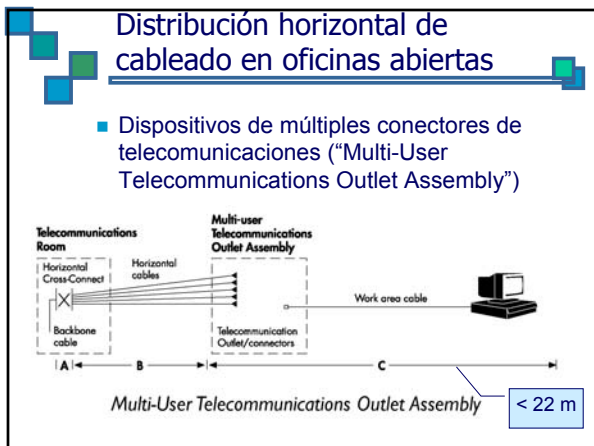 Distribución horizontal de
cableado en oficinas abiertas
Dispositivos de múltiples conectores de
telecomunicaciones (“Multi-User
Telecommunications Outlet Assembly”)
Telecommunications
Room
Multi-user
Telecommunications
Outlet Assembly
Horizontal
Cross-Connect
Horizontal
cables
Work area cable
Backbone
cable
Telecommunication
Outlet/connectors
A
B
C
< 22 m
Multi-User Telecommunications Outlet Assembly